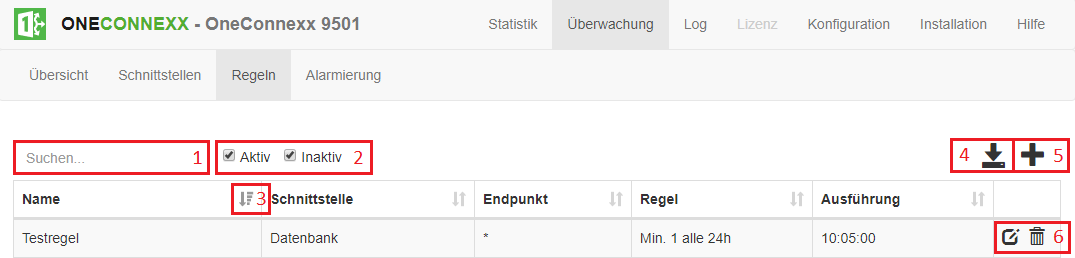 ONECONNEXX - OneConnexx 9501 Statistik Überwachung Log Lizenz Konfiguration Installation Hilfe
Übersicht Schnittstellen Regeln Alarmierung
Suchen... 1 Aktiv Inaktiv 2 4 5
Name 3 Schnittstelle Endpunkt Regel Ausführung
Testregel Datenbank * Min. 1 alle 24h 10:05:00 6